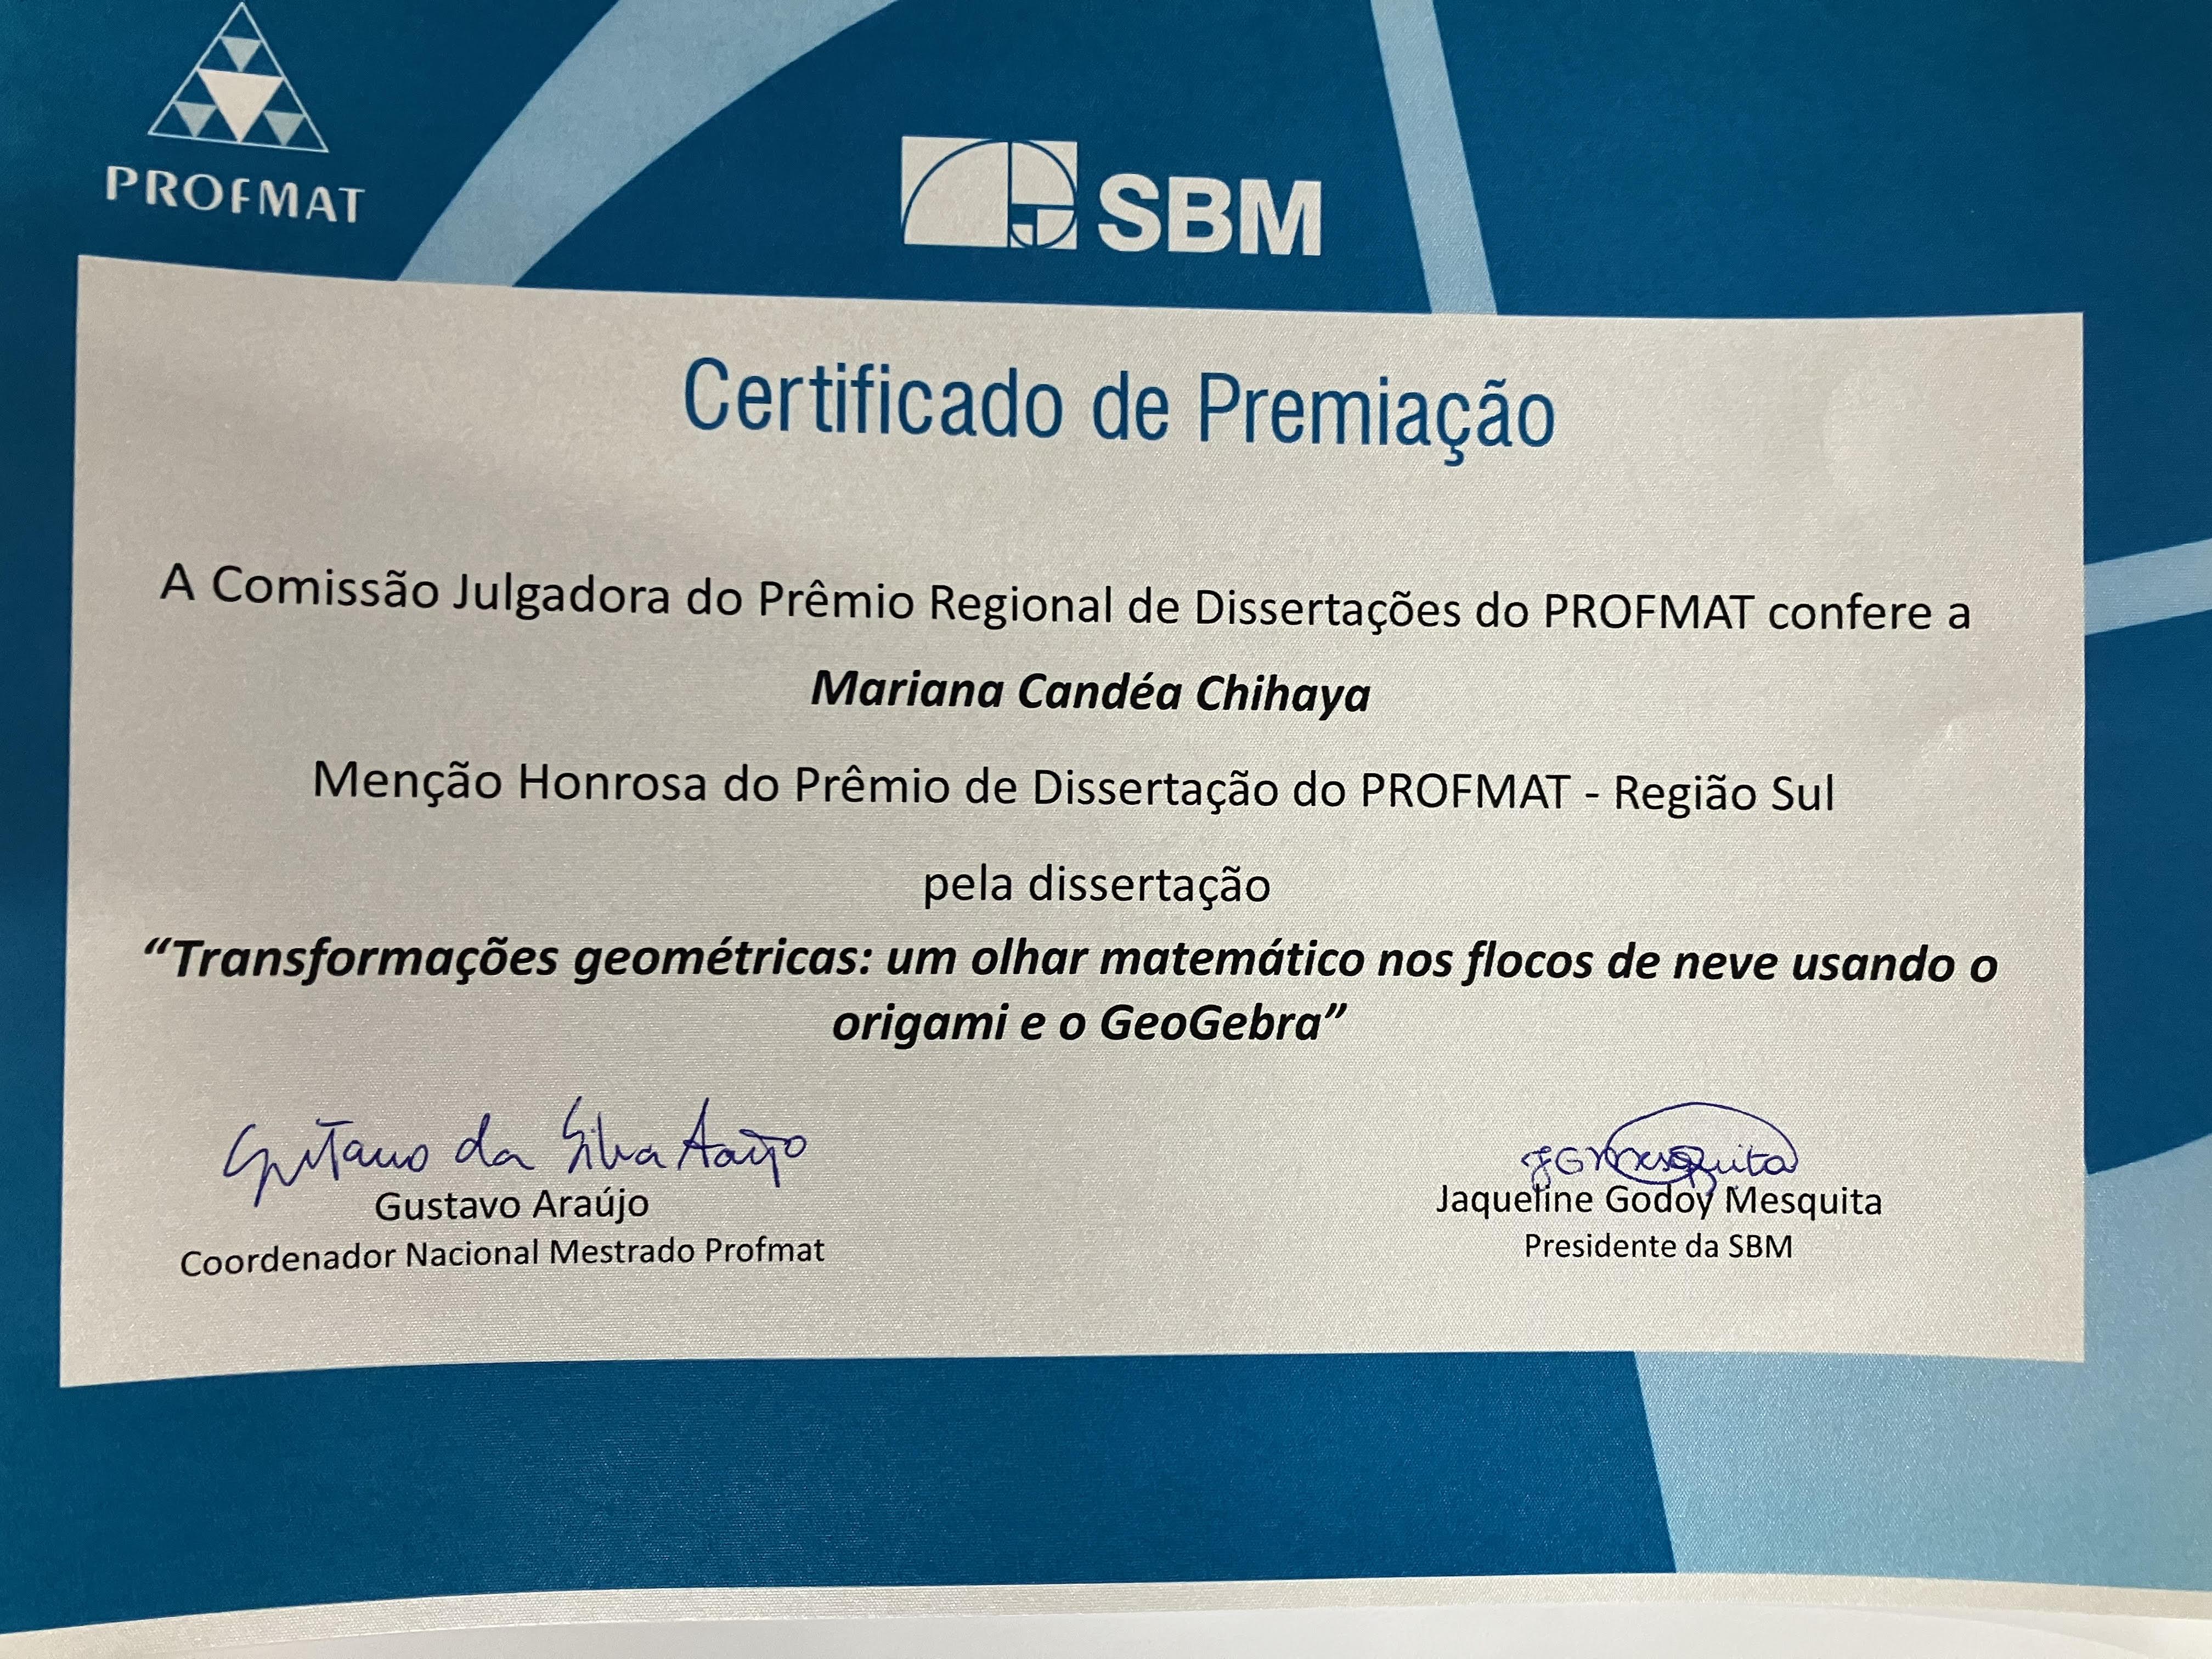 PROFMAT
SBM
Certificado de Premiação
A Comissão Julgadora do Prêmio Regional de Dissertações do PROFMAT confere a
Mariana Candéa Chihaya
Menção Honrosa do Prêmio de Dissertação do PROFMAT - Região Sul
pela dissertação
“Transformações geométricas: um olhar matemático nos flocos de neve usando o
origami e o GeoGebra”
Gustavo da Silva Araújo
JGMesquita
Gustavo Araújo
Jaqueline Godoy Mesquita
Coordenador Nacional Mestrado Profmat
Presidente da SBM